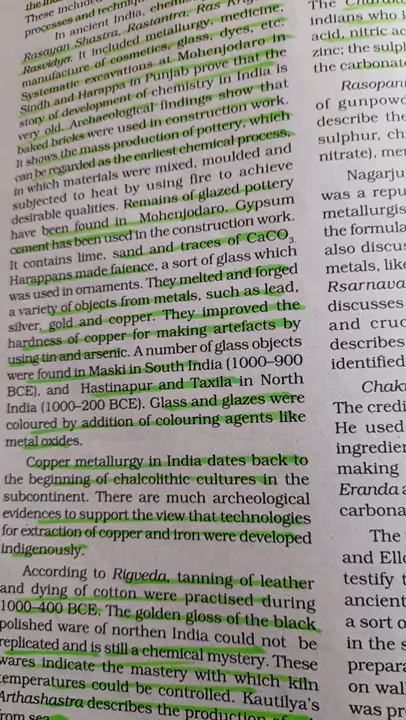 These include
processes and techniq
In ancient India, chemi
Rasayan Shastra, Rastantra, Ras Kriya
Rasvidya. It included metallurgy, medicine,
manufacture of cosmetics, glass, dyes, etc.
Systematic excavations at Mohenjodaro in
Sindh and Harappa in Punjab prove that the
story of development of chemistry in India is
very old. Archaeological findings show that
baked bricks were used in construction work.
It shows the mass production of pottery, which
can be regarded as the earliest chemical process,
in which materials were mixed, moulded and
subjected to heat by using fire to achieve
desirable qualities. Remains of glazed pottery
have been found in Mohenjodaro. Gypsum
cement has been used in the construction work.
It contains lime, sand and traces of CaCO3.
Harappans made faience, a sort of glass which
was used in ornaments. They melted and forged
a variety of objects from metals, such as lead,
silver, gold and copper. They improved the
hardness of copper for making artefacts by
using tin and arsenic. A number of glass objects
were found in Maski in South India (1000–900
BCE), and Hastinapur and Taxila in North
India (1000–200 BCE). Glass and glazes were
coloured by addition of colouring agents like
metal oxides.
Copper metallurgy in India dates back to
the beginning of chalcolithic cultures in the
subcontinent. There are much archeological
evidences to support the view that technologies
for extraction of copper and iron were developed
indigenously.
According to Rigveda, tanning of leather
and dying of cotton were practised during
1000–400 BCE. The golden gloss of the black
polished ware of northen India could not be
replicated and is still a chemical mystery. These
wares indicate the mastery with which kiln
temperatures could be controlled. Kautilya's
Arthashastra describes the production of
from sea
The Charaka
Indians who
acid, nitric ac
zinc; the sulph
the carbonate
Rasopani
of gunpowd
describe the
sulphur, ch
nitrate), mer
Nagarju
was a repu
metallurgis
the formula
also discus
metals, like
Rsarnava
discusses
and cruc
describes
identified
Chakr
The credi
He used
ingredien
making
Eranda a
carbona
The
and Ello
testify t
ancient
a sort o
in the s
prepara
on wal
was pr